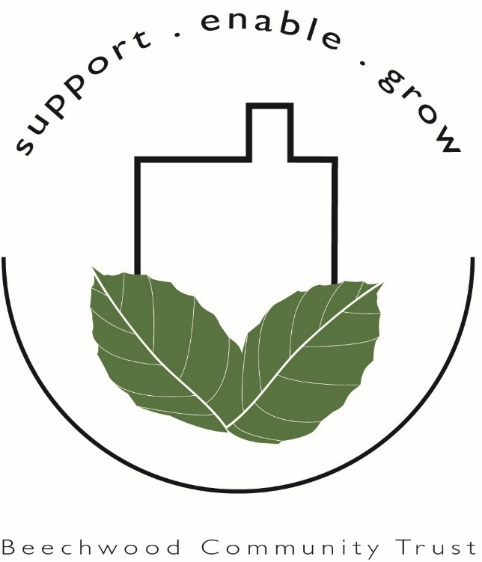 support . enable . grow
Beechwood Community Trust